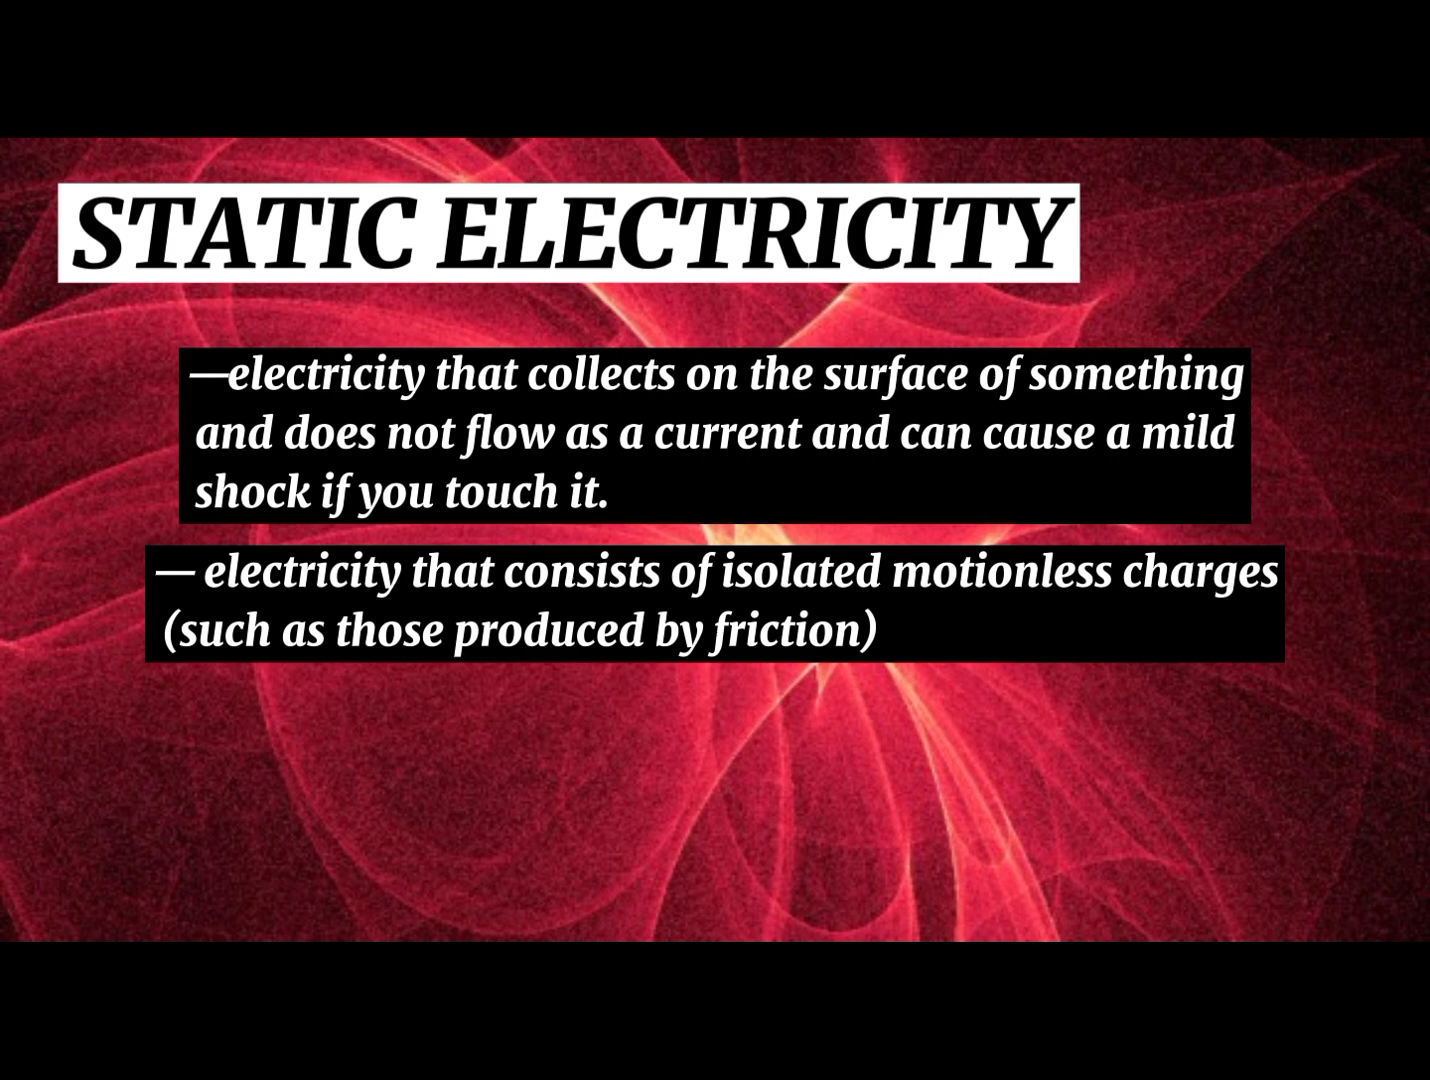 STATIC ELECTRICITY
—electricity that collects on the surface of something
and does not flow as a current and can cause a mild
shock if you touch it.
— electricity that consists of isolated motionless charges
(such as those produced by friction)